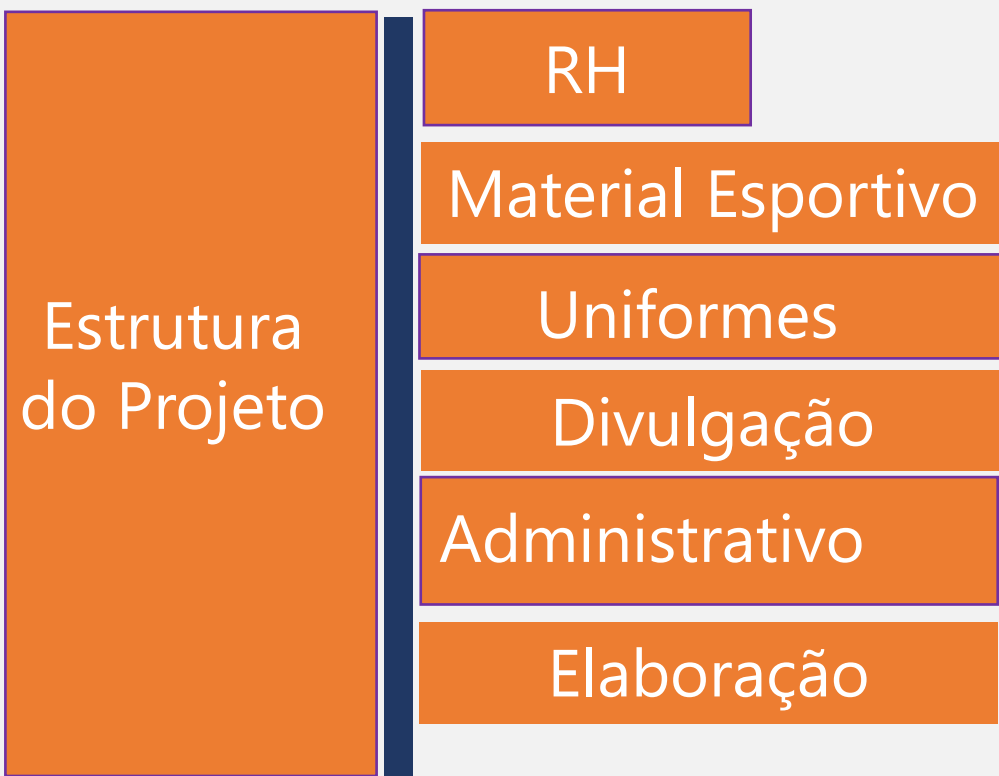 Estrutura
do Projeto
RH
Material Esportivo
Uniformes
Divulgação
Administrativo
Elaboração